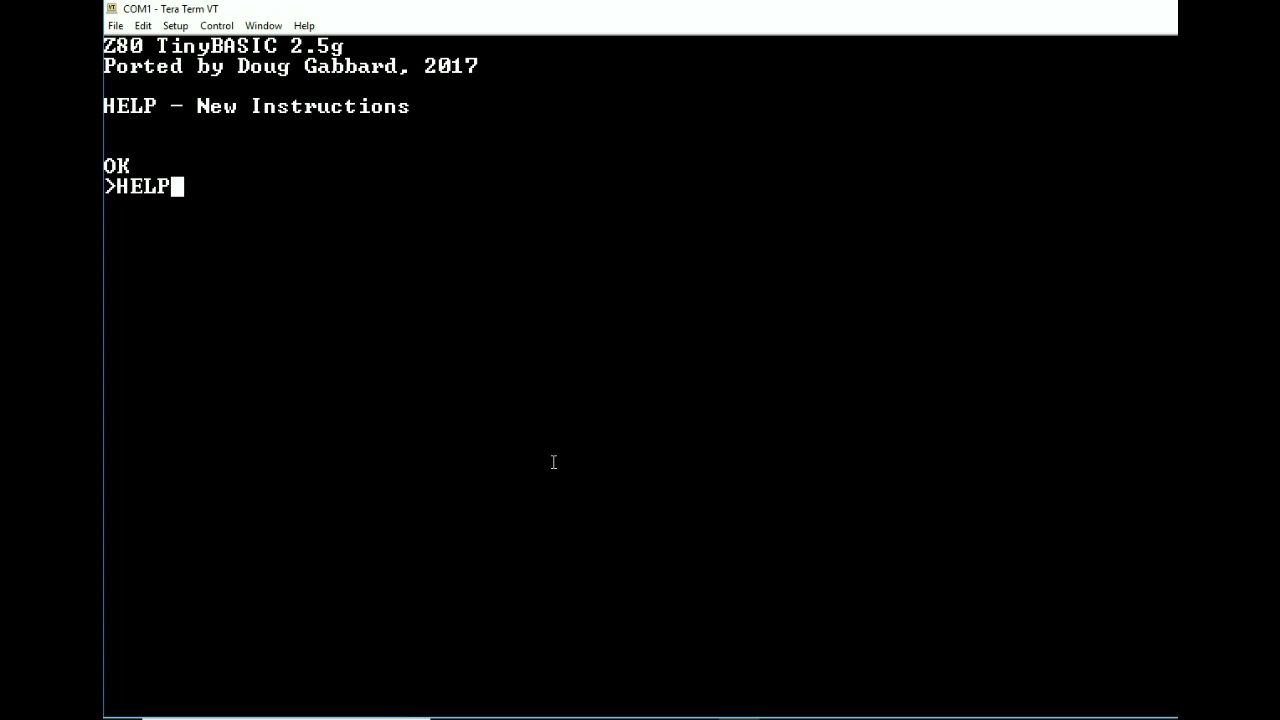 COM1 - Tera Term VT
File Edit Setup Control Window Help
Z80 TinyBASIC 2.5g
Ported by Doug Gabbard, 2017
HELP - New Instructions
OK
>HELP